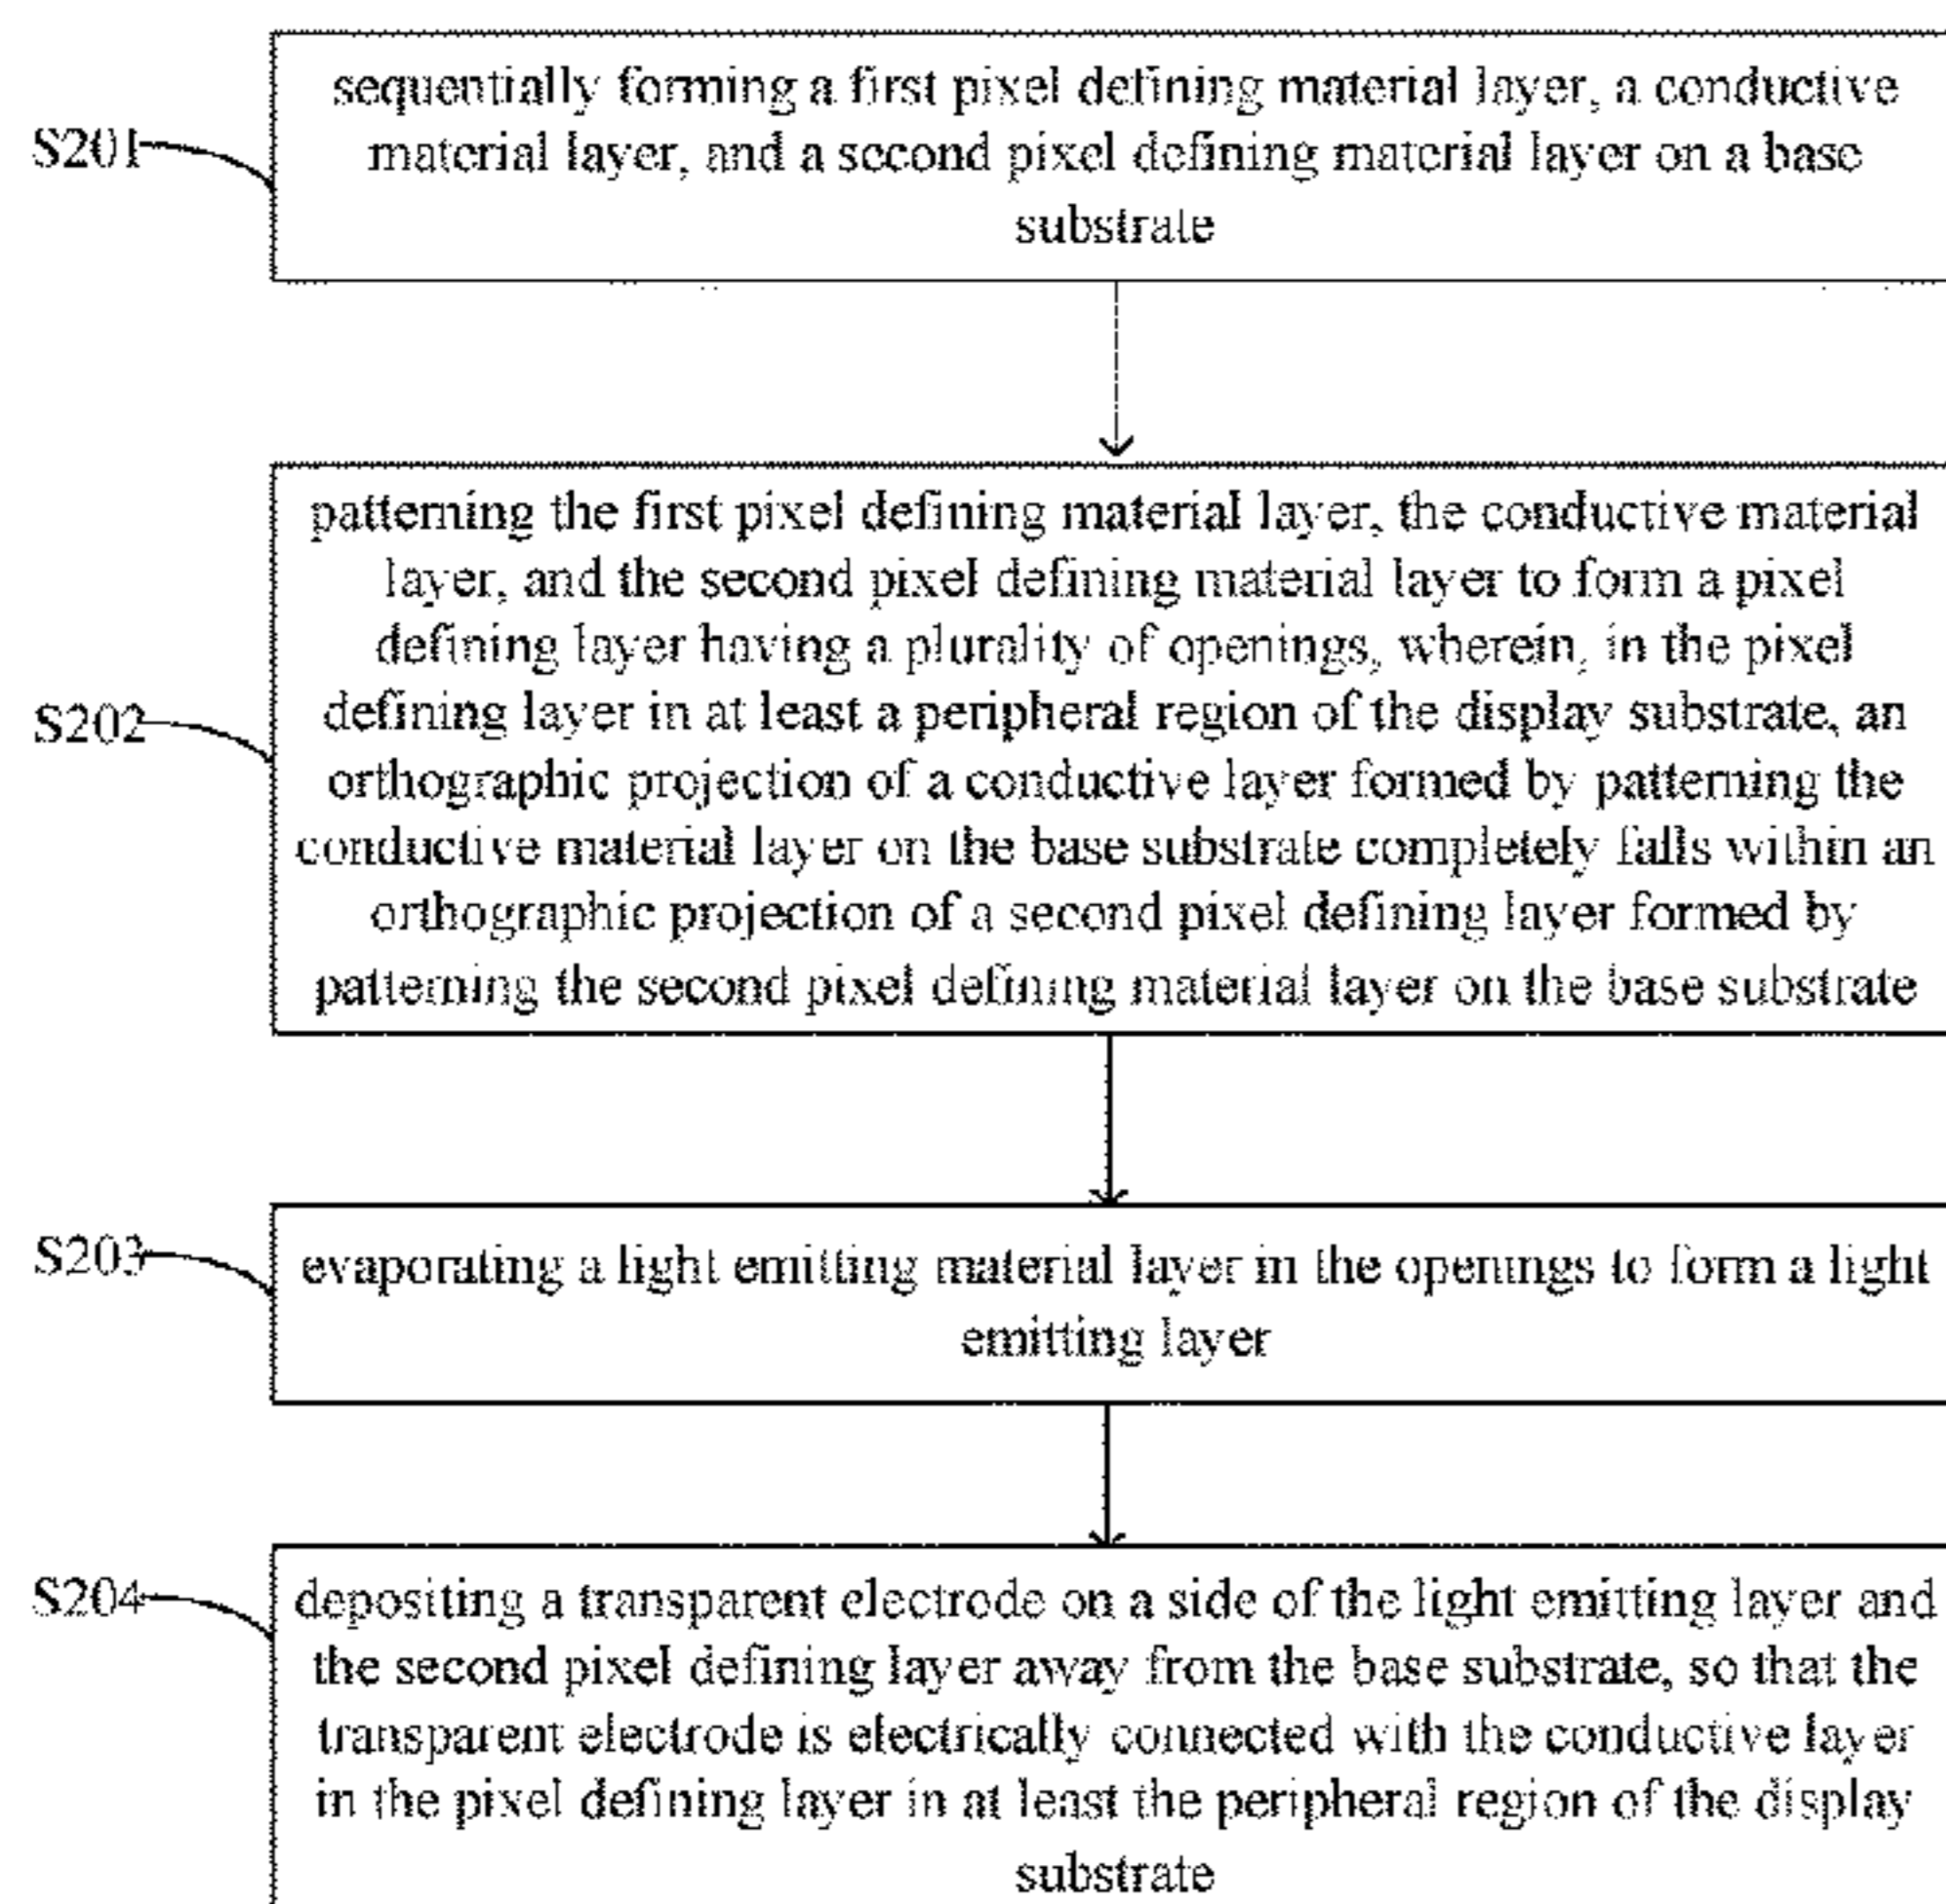 S201
sequentially forming a first pixel defining material layer, a conductive
material layer, and a second pixel defining material layer on a base
substrate
S202
patterning the first pixel defining material layer, the conductive material
layer, and the second pixel defining material layer to form a pixel
defining layer having a plurality of openings, wherein, in the pixel
defining layer in at least a peripheral region of the display substrate, an
orthographic projection of a conductive layer formed by patterning the
conductive material layer on the base substrate completely falls within an
orthographic projection of a second pixel defining layer formed by
patterning the second pixel defining material layer on the base substrate
S203
evaporating a light emitting material layer in the openings to form a light
emitting layer
S204
depositing a transparent electrode on a side of the light emitting layer and
the second pixel defining layer away from the base substrate, so that the
transparent electrode is electrically connected with the conductive layer
in the pixel defining layer in at least the peripheral region of the display
substrate